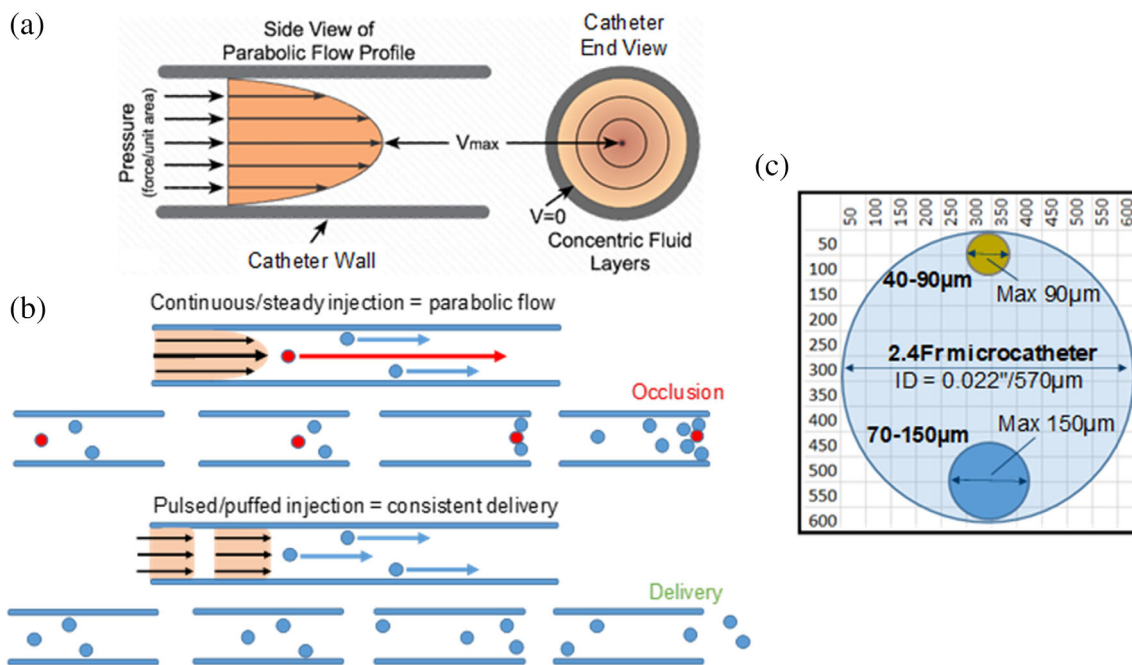 (a)
Side View of
Parabolic Flow Profile
Catheter
End View
Pressure
(force/unit area)
Vmax
V=0
Catheter Wall
Concentric Fluid
Layers
(b)
Continuous/steady injection = parabolic flow
Occlusion
Pulsed/puffed injection = consistent delivery
Delivery
(c)
50 100 150 200 250 300 350 400 450 500 550 600
50
100
150
200
250
300
350
400
450
500
550
600
40-90µm
Max 90µm
2.4Fr microcatheter
ID = 0.022"/570µm
Max 150µm
70-150µm